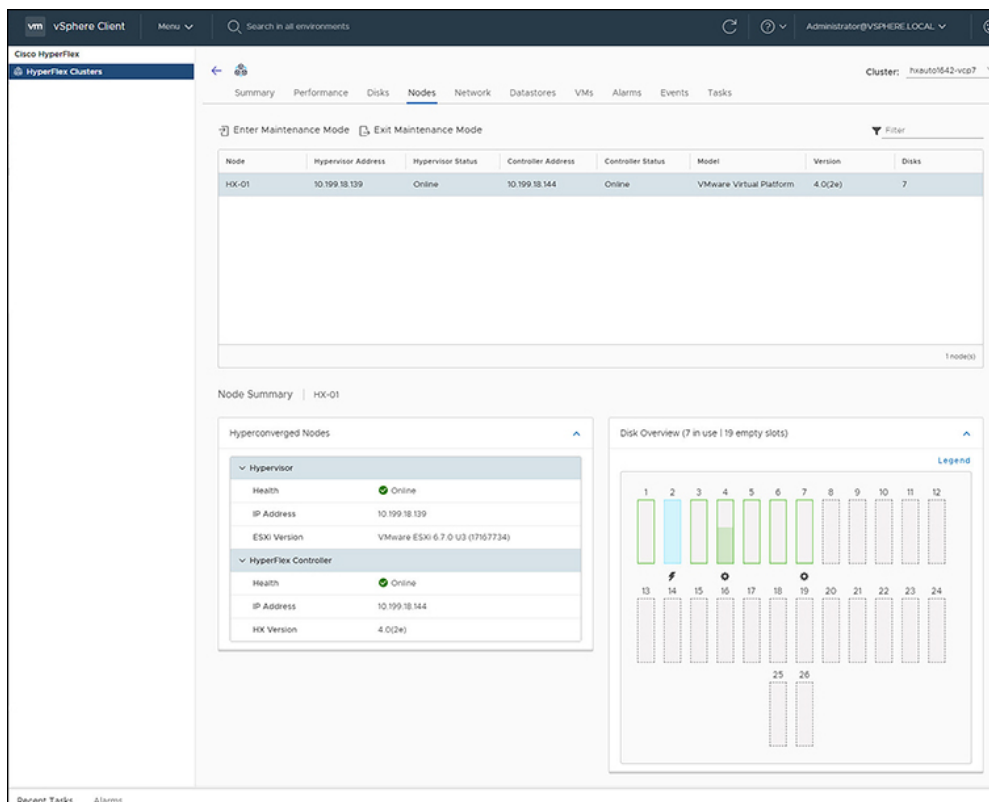 vm vSphere Client Menu Search in all environments Administrator@VSPHERE.LOCAL
Cisco HyperFlex
HyperFlex Clusters
Cluster: hxauto1642-vcp7
Summary Performance Disks Nodes Network Datastores VMs Alarms Events Tasks
Enter Maintenance Mode Exit Maintenance Mode Filter
Node Hypervisor Address Hypervisor Status Controller Address Controller Status Model Version Disks
HX-01 10.199.18.139 Online 10.199.18.144 Online VMware Virtual Platform 4.0(2e) 7
1 node(s)
Node Summary HX-01
Hyperconverged Nodes
Hypervisor
Health Online
IP Address 10.199.18.139
ESXi Version VMware ESXi 6.7.0 U3 (17167734)
HyperFlex Controller
Health Online
IP Address 10.199.18.144
HX Version 4.0(2e)
Disk Overview (7 in use | 19 empty slots)
Legend
1 2 3 4 5 6 7 8 9 10 11 12
13 14 15 16 17 18 19 20 21 22 23 24
25 26
Recent Tasks Alarms